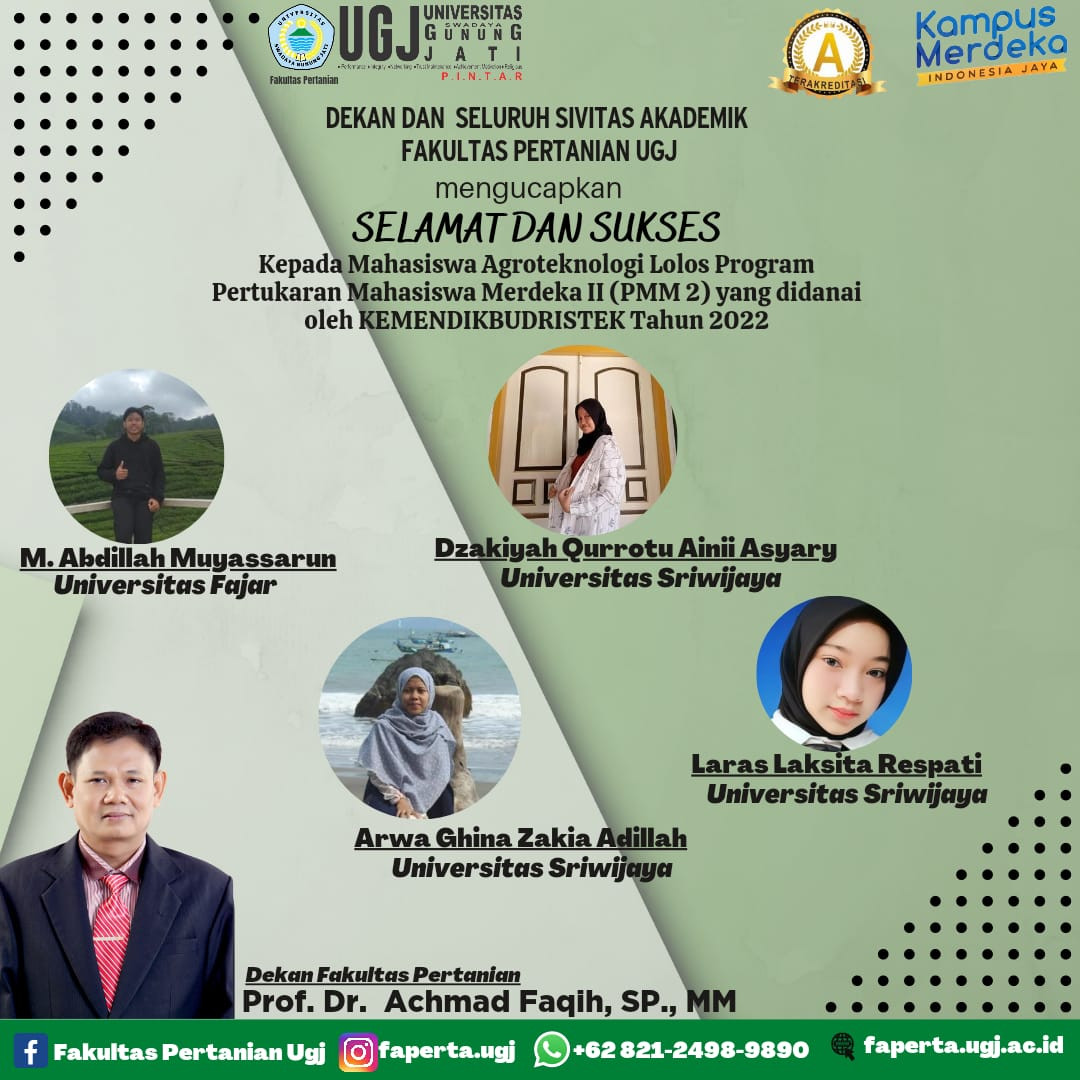 UNIVERSITAS SWADAYA GUNUNG JATI
Fakultas Pertanian
UGJ
UNIVERSITAS
SWADAYA
GUNUNG
JATI
P.I.N.T.A.R
A
TERAKREDITASI
Kampus
Merdeka
INDONESIA JAYA
DEKAN DAN SELURUH SIVITAS AKADEMIK
FAKULTAS PERTANIAN UGJ
mengucapkan
SELAMAT DAN SUKSES
Kepada Mahasiswa Agroteknologi Lolos Program
Pertukaran Mahasiswa Merdeka II (PMM 2) yang didanai
oleh KEMENDIKBUDRISTEK Tahun 2022
M. Abdillah Muyassarun
Universitas Fajar
Dzakiyah Qurrotu Ainii Asyary
Universitas Sriwijaya
Arwa Ghina Zakia Adillah
Universitas Sriwijaya
Laras Laksita Respati
Universitas Sriwijaya
Dekan Fakultas Pertanian
Prof. Dr. Achmad Faqih, SP., MM
Fakultas Pertanian Ugj
faperta.ugj
+62 821-2498-9890
faperta.ugj.ac.id